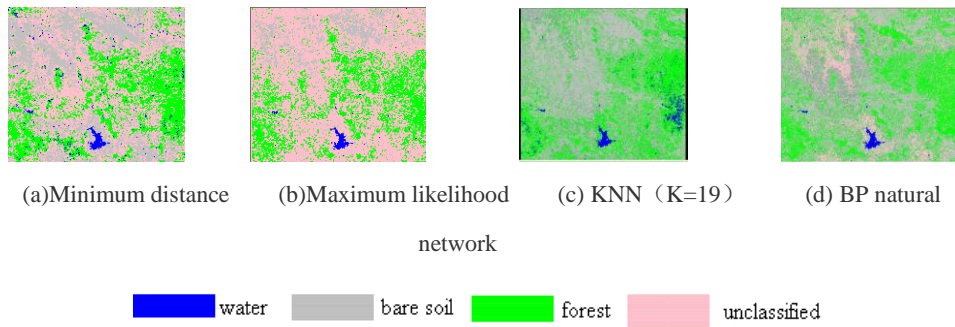 (a)Minimum distance (b)Maximum likelihood (c) KNN（K=19） (d) BP natural
network
water bare soil forest unclassified